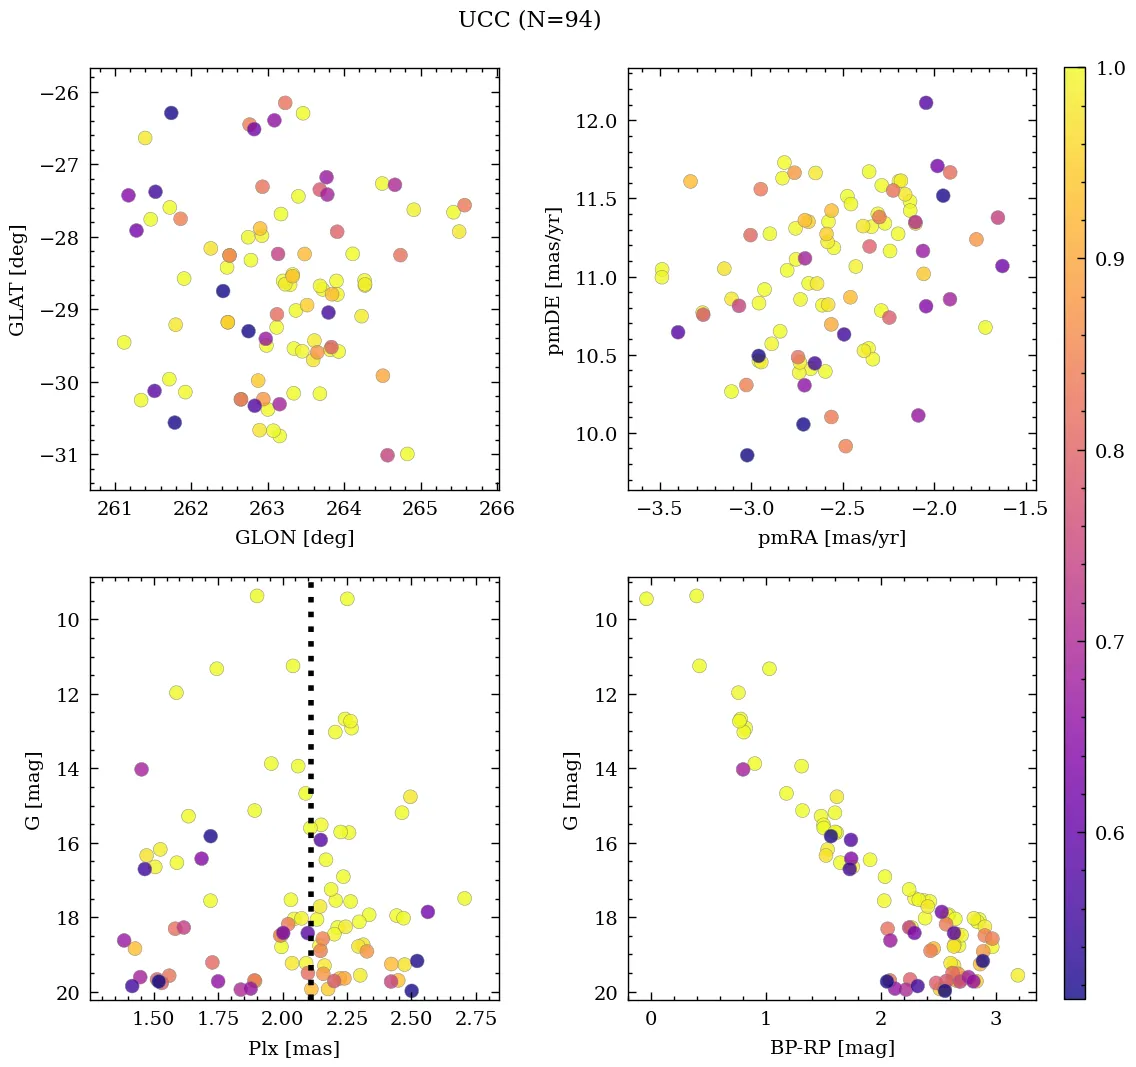 UCC (N=94)
−26
−27
−28
−29
−30
−31
GLAT [deg]
261 262 263 264 265 266
GLON [deg]
12.0
11.5
11.0
10.5
10.0
pmDE [mas/yr]
−3.5 −3.0 −2.5 −2.0 −1.5
pmRA [mas/yr]
1.0
0.9
0.8
0.7
0.6
10
12
14
16
18
20
G [mag]
1.50 1.75 2.00 2.25 2.50 2.75
Plx [mas]
10
12
14
16
18
20
G [mag]
0 1 2 3
BP-RP [mag]